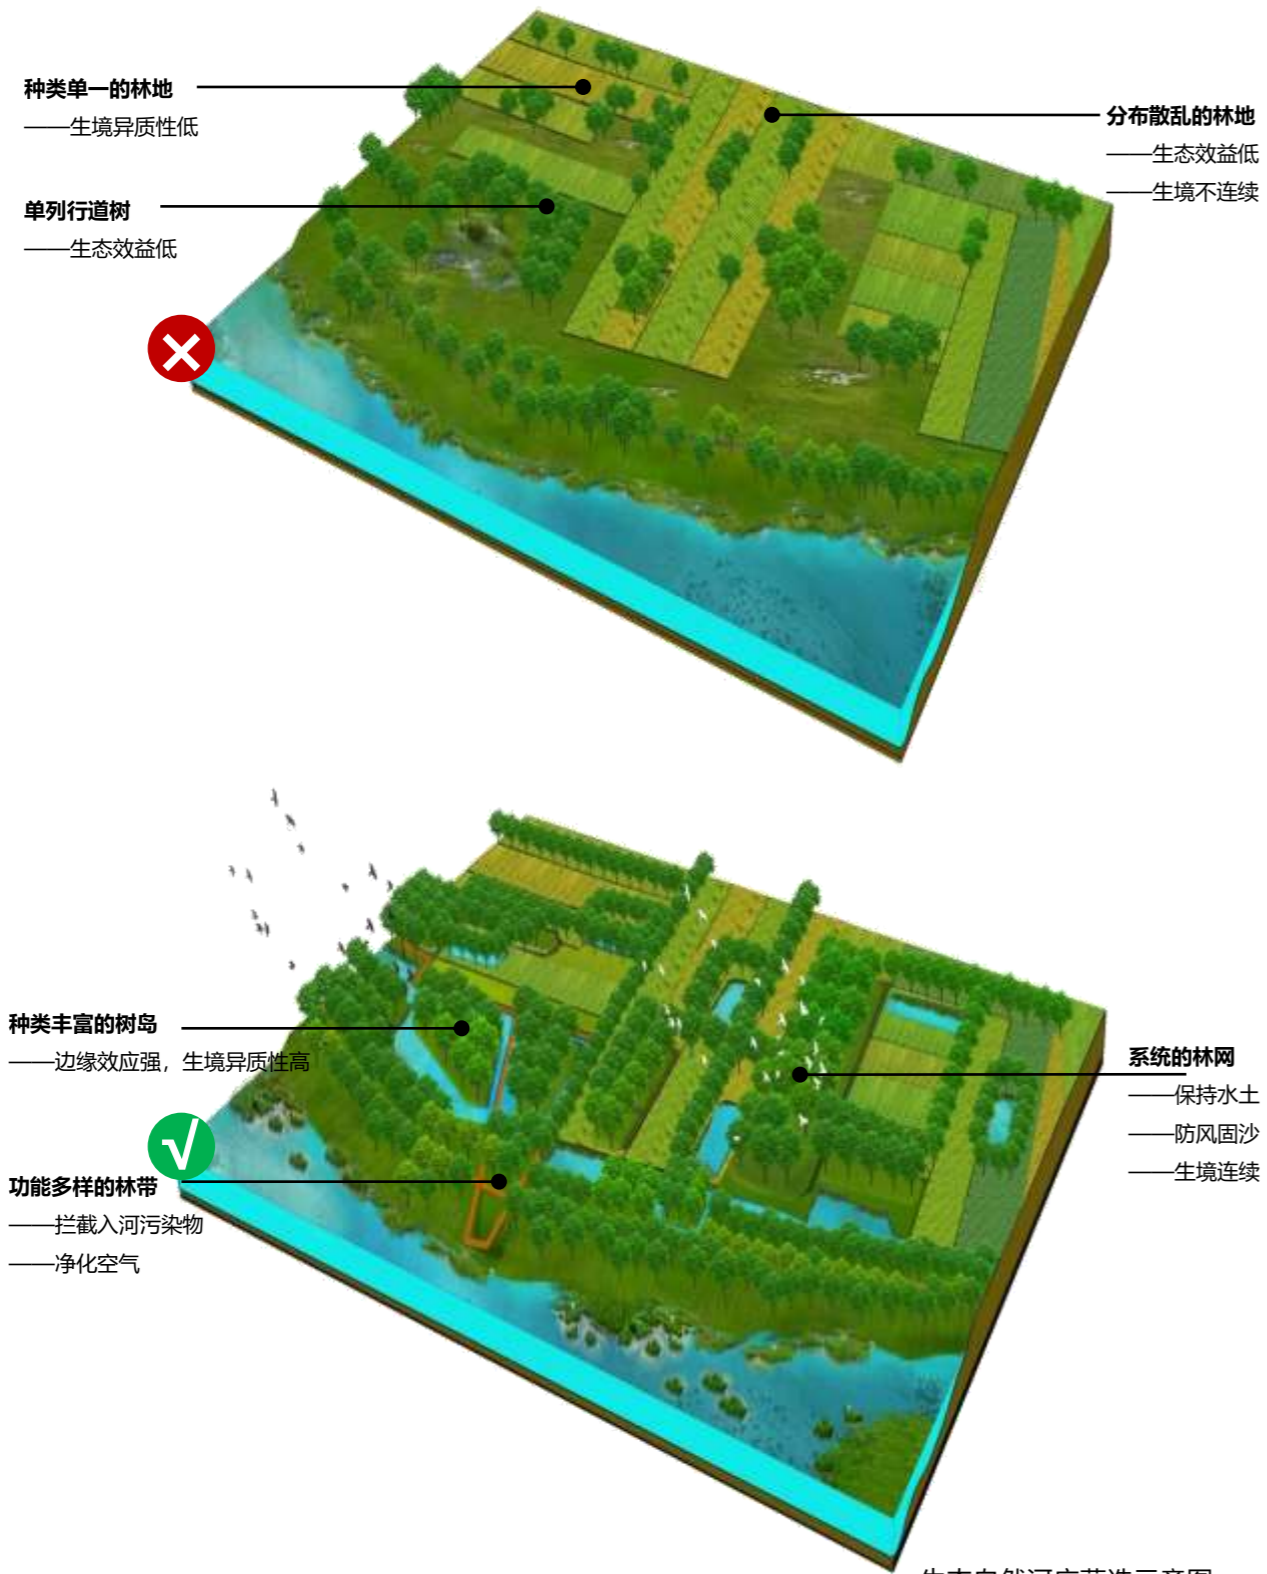 种类单一的林地
——生境异质性低
分布散乱的林地
——生态效益低
——生境不连续
单列行道树
——生态效益低
种类丰富的树岛
——边缘效应强，生境异质性高
系统的林网
——保持水土
——防风固沙
——生境连续
√
功能多样的林带
——拦截入河污染物
——净化空气